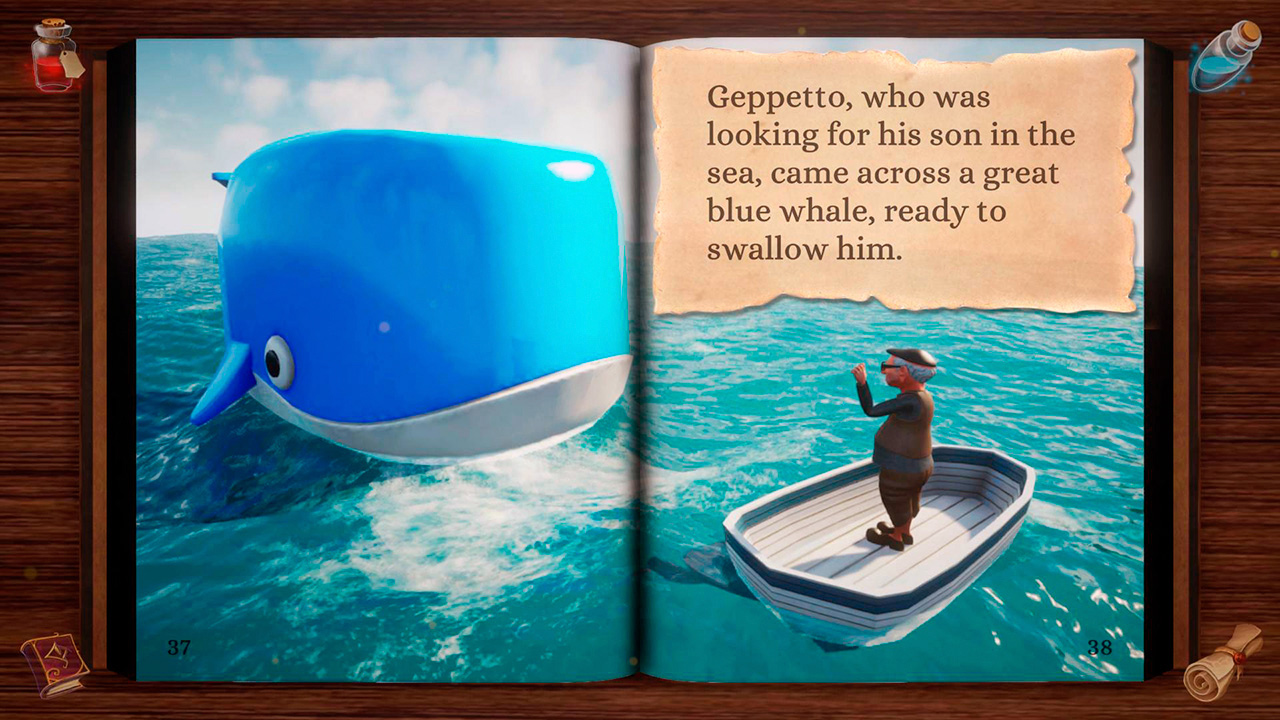 Geppetto, who was
looking for his son in the
sea, came across a great
blue whale, ready to
swallow him.
37
38